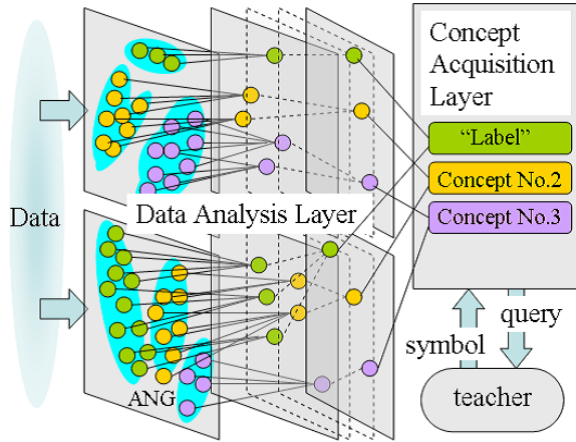 Concept
Acquisition
Layer
“Label”
Concept No.2
Concept No.3
Data
Data Analysis Layer
ANG
symbol
query
teacher